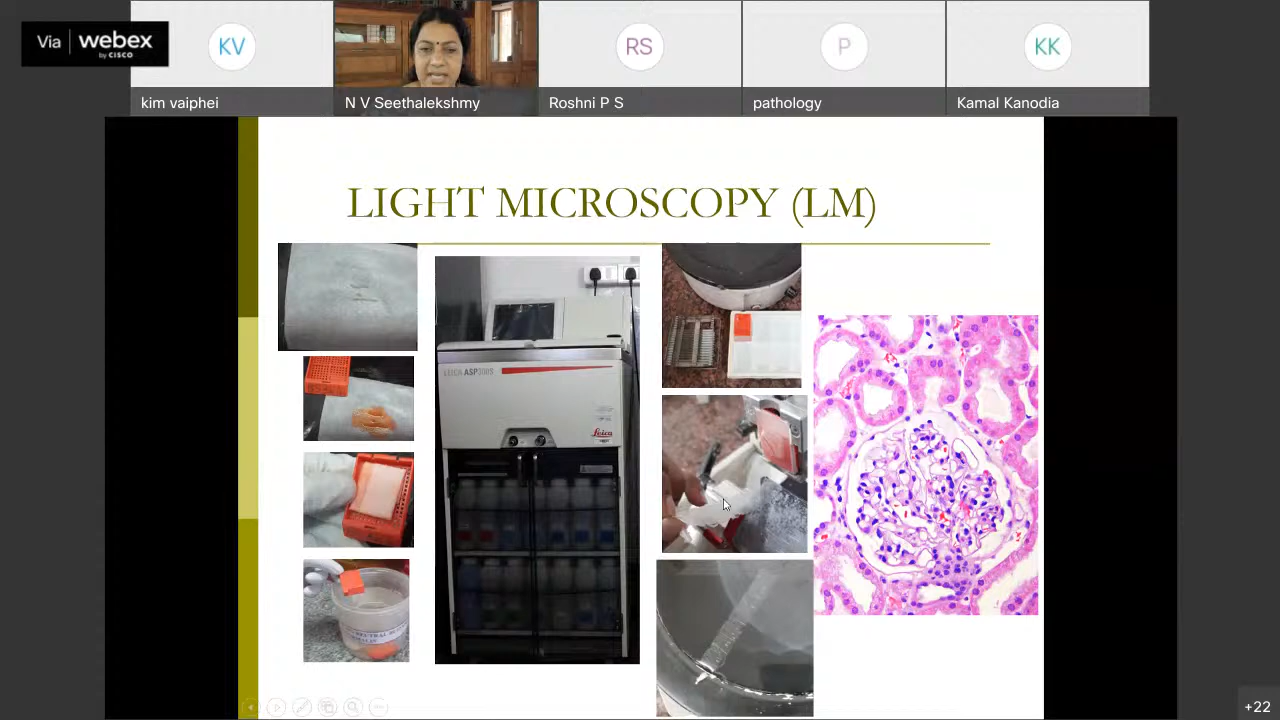 Via webex
by CISCO
KV
RS
P
KK
kim vaiphei
N V Seethalekshmy
Roshni P S
pathology
Kamal Kanodia
LIGHT MICROSCOPY (LM)
LEICA ASP300S
Leica
+22